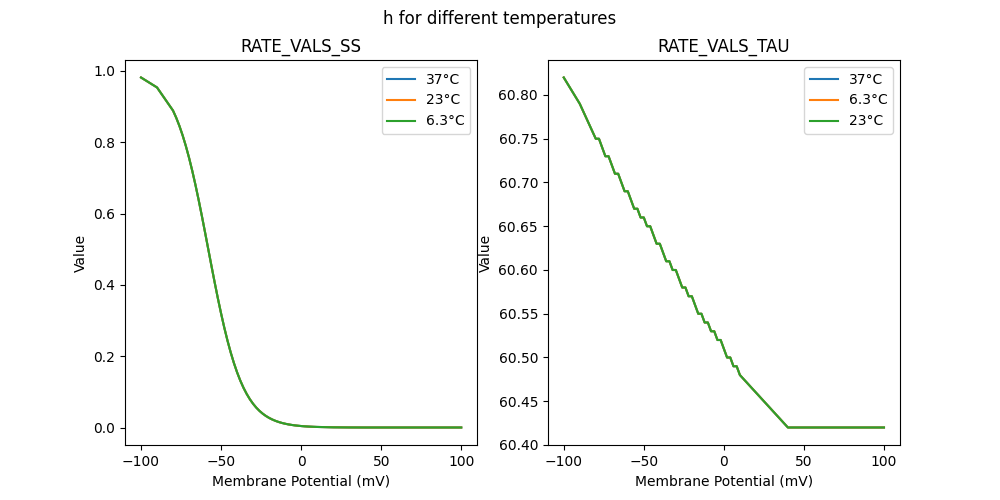 h for different temperatures
RATE_VALS_SS
1.0
0.8
0.6
0.4
0.2
0.0
Value
−100
−50
0
50
100
Membrane Potential (mV)
37°C
23°C
6.3°C
RATE_VALS_TAU
60.80
60.75
60.70
60.65
60.60
60.55
60.50
60.45
60.40
Value
−100
−50
0
50
100
Membrane Potential (mV)
37°C
6.3°C
23°C